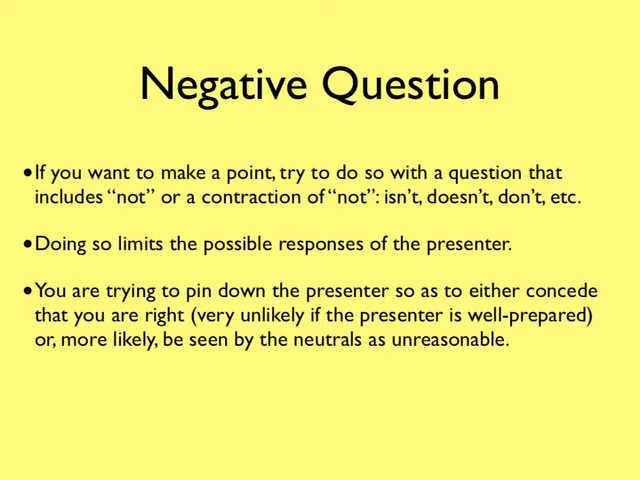 Negative Question
•If you want to make a point, try to do so with a question that
includes “not” or a contraction of “not”: isn’t, doesn’t, don’t, etc.
•Doing so limits the possible responses of the presenter.
•You are trying to pin down the presenter so as to either concede
that you are right (very unlikely if the presenter is well-prepared)
or, more likely, be seen by the neutrals as unreasonable.